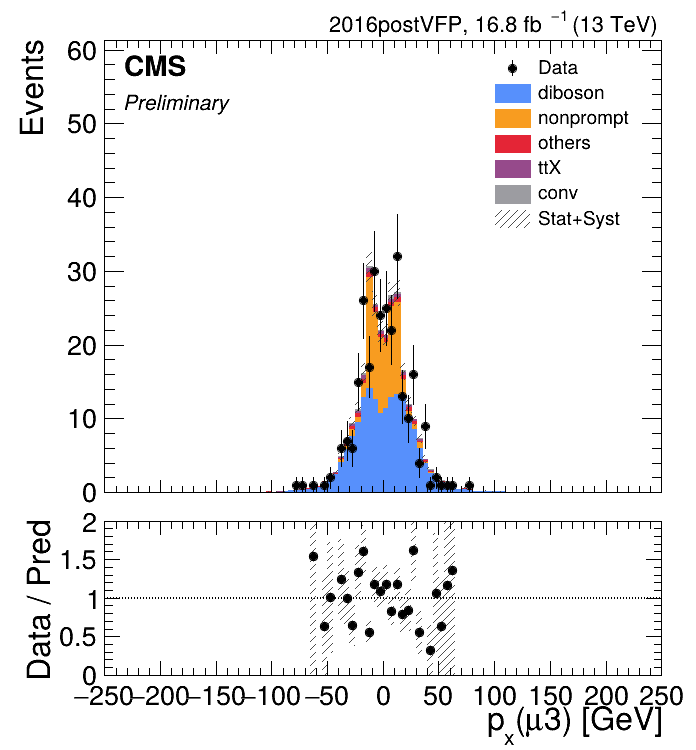 2016postVFP, 16.8 fb⁻¹ (13 TeV)
CMS
Preliminary
Data
diboson
nonprompt
others
ttX
conv
Stat+Syst
Events
60
50
40
30
20
10
0
Data / Pred
2
1.5
1
0.5
0
−250 −200 −150 −100 −50 0 50 100 150 200 250
pₓ(μ3) [GeV]